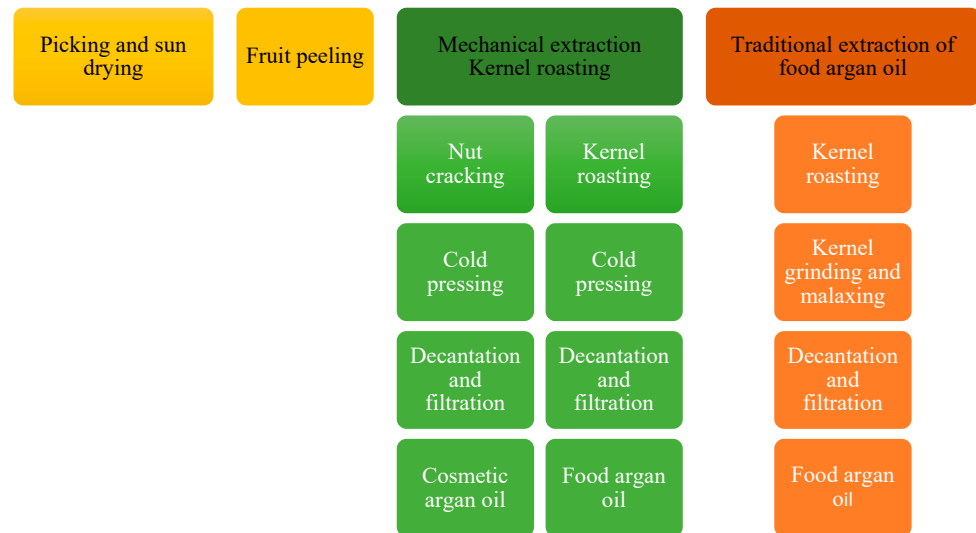 Picking and sun
drying
Fruit peeling
Mechanical extraction
Kernel roasting
Traditional extraction of
food argan oil
Nut
cracking
Kernel
roasting
Kernel
roasting
Cold
pressing
Cold
pressing
Kernel
grinding and
malaxing
Decantation
and
filtration
Decantation
and
filtration
Decantation
and
filtration
Cosmetic
argan oil
Food argan
oil
Food argan
oil